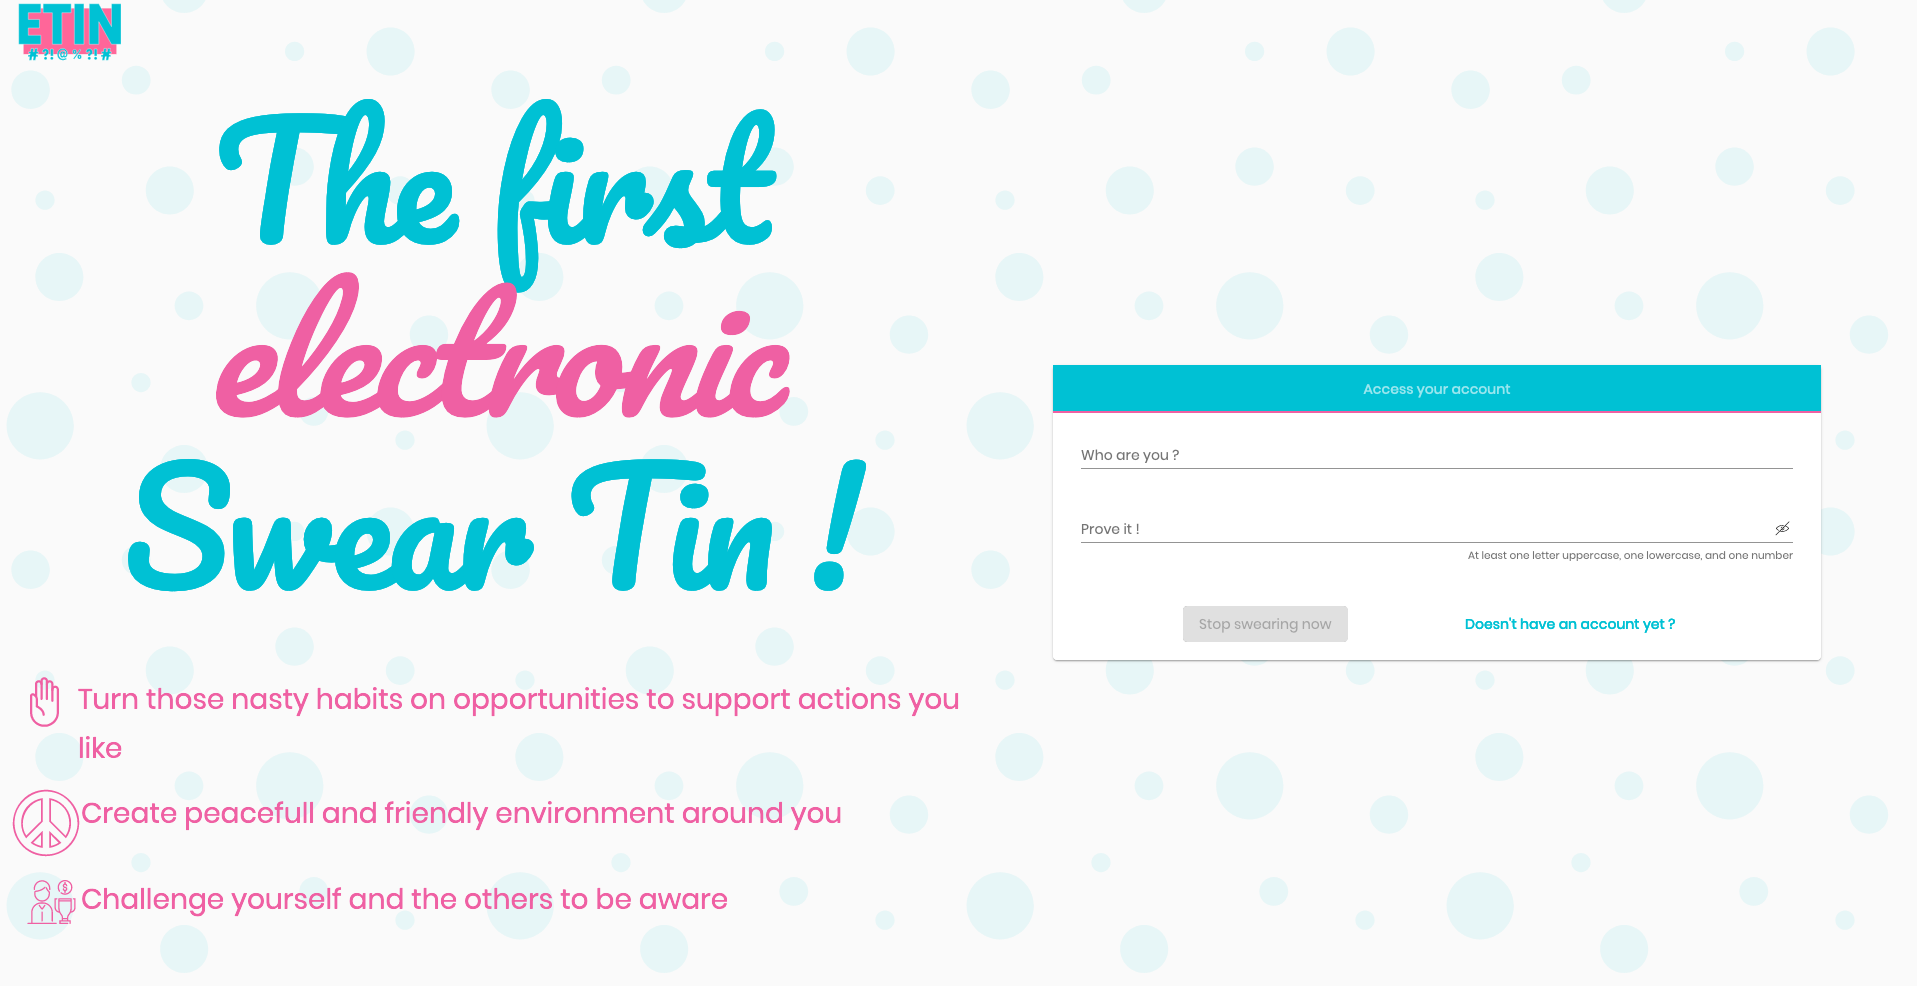 ETIN
#?!@%?!#
The first
electronic
Swear Tin !
Turn those nasty habits on opportunities to support actions you
like
Create peacefull and friendly environment around you
Challenge yourself and the others to be aware
Access your account
Who are you ?
Prove it !
At least one letter uppercase, one lowercase, and one number
Stop swearing now
Doesn't have an account yet ?